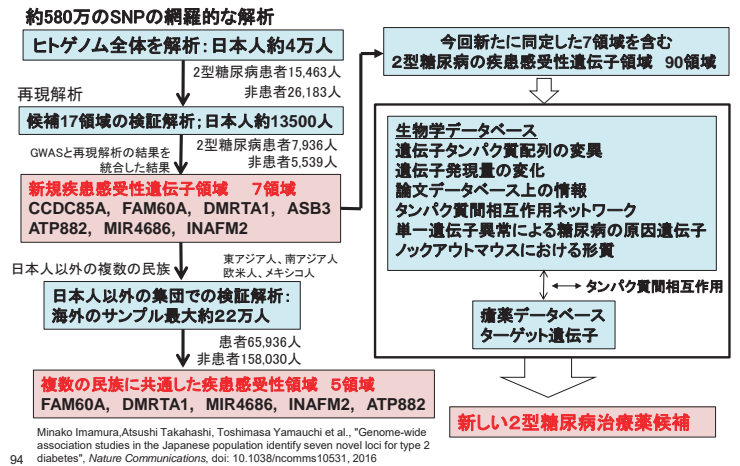 約580万のSNPの網羅的な解析
ヒトゲノム全体を解析：日本人約4万人
2型糖尿病患者15,463人
非患者26,183人
再現解析
候補17領域の検証解析；日本人約13500人
GWASと再現解析の結果を
統合した結果
2型糖尿病患者7,936人
非患者5,539人
新規疾患感受性遺伝子領域　7領域
CCDC85A, FAM60A, DMRTA1, ASB3
ATP882, MIR4686, INAFM2
日本人以外の複数の民族
東アジア人、南アジア人
欧米人、メキシコ人
日本人以外の集団での検証解析：
海外のサンプル最大約２２万人
患者65,936人
非患者158,030人
複数の民族に共通した疾患感受性領域　5領域
FAM60A, DMRTA1, MIR4686, INAFM2, ATP882
今回新たに同定した7領域を含む
２型糖尿病の疾患感受性遺伝子領域　90領域
生物学データベース
遺伝子タンパク質配列の変異
遺伝子発現量の変化
論文データベース上の情報
タンパク質間相互作用ネットワーク
単一遺伝子異常による糖尿病の原因遺伝子
ノックアウトマウスにおける形質
タンパク質間相互作用
瘡薬データベース
ターゲット遺伝子
新しい２型糖尿病治療薬候補
Minako Imamura,Atsushi Takahashi, Toshimasa Yamauchi et al., "Genome-wide
association studies in the Japanese population identify seven novel loci for type 2
diabetes", Nature Communications, doi: 10.1038/ncomms10531, 2016
94